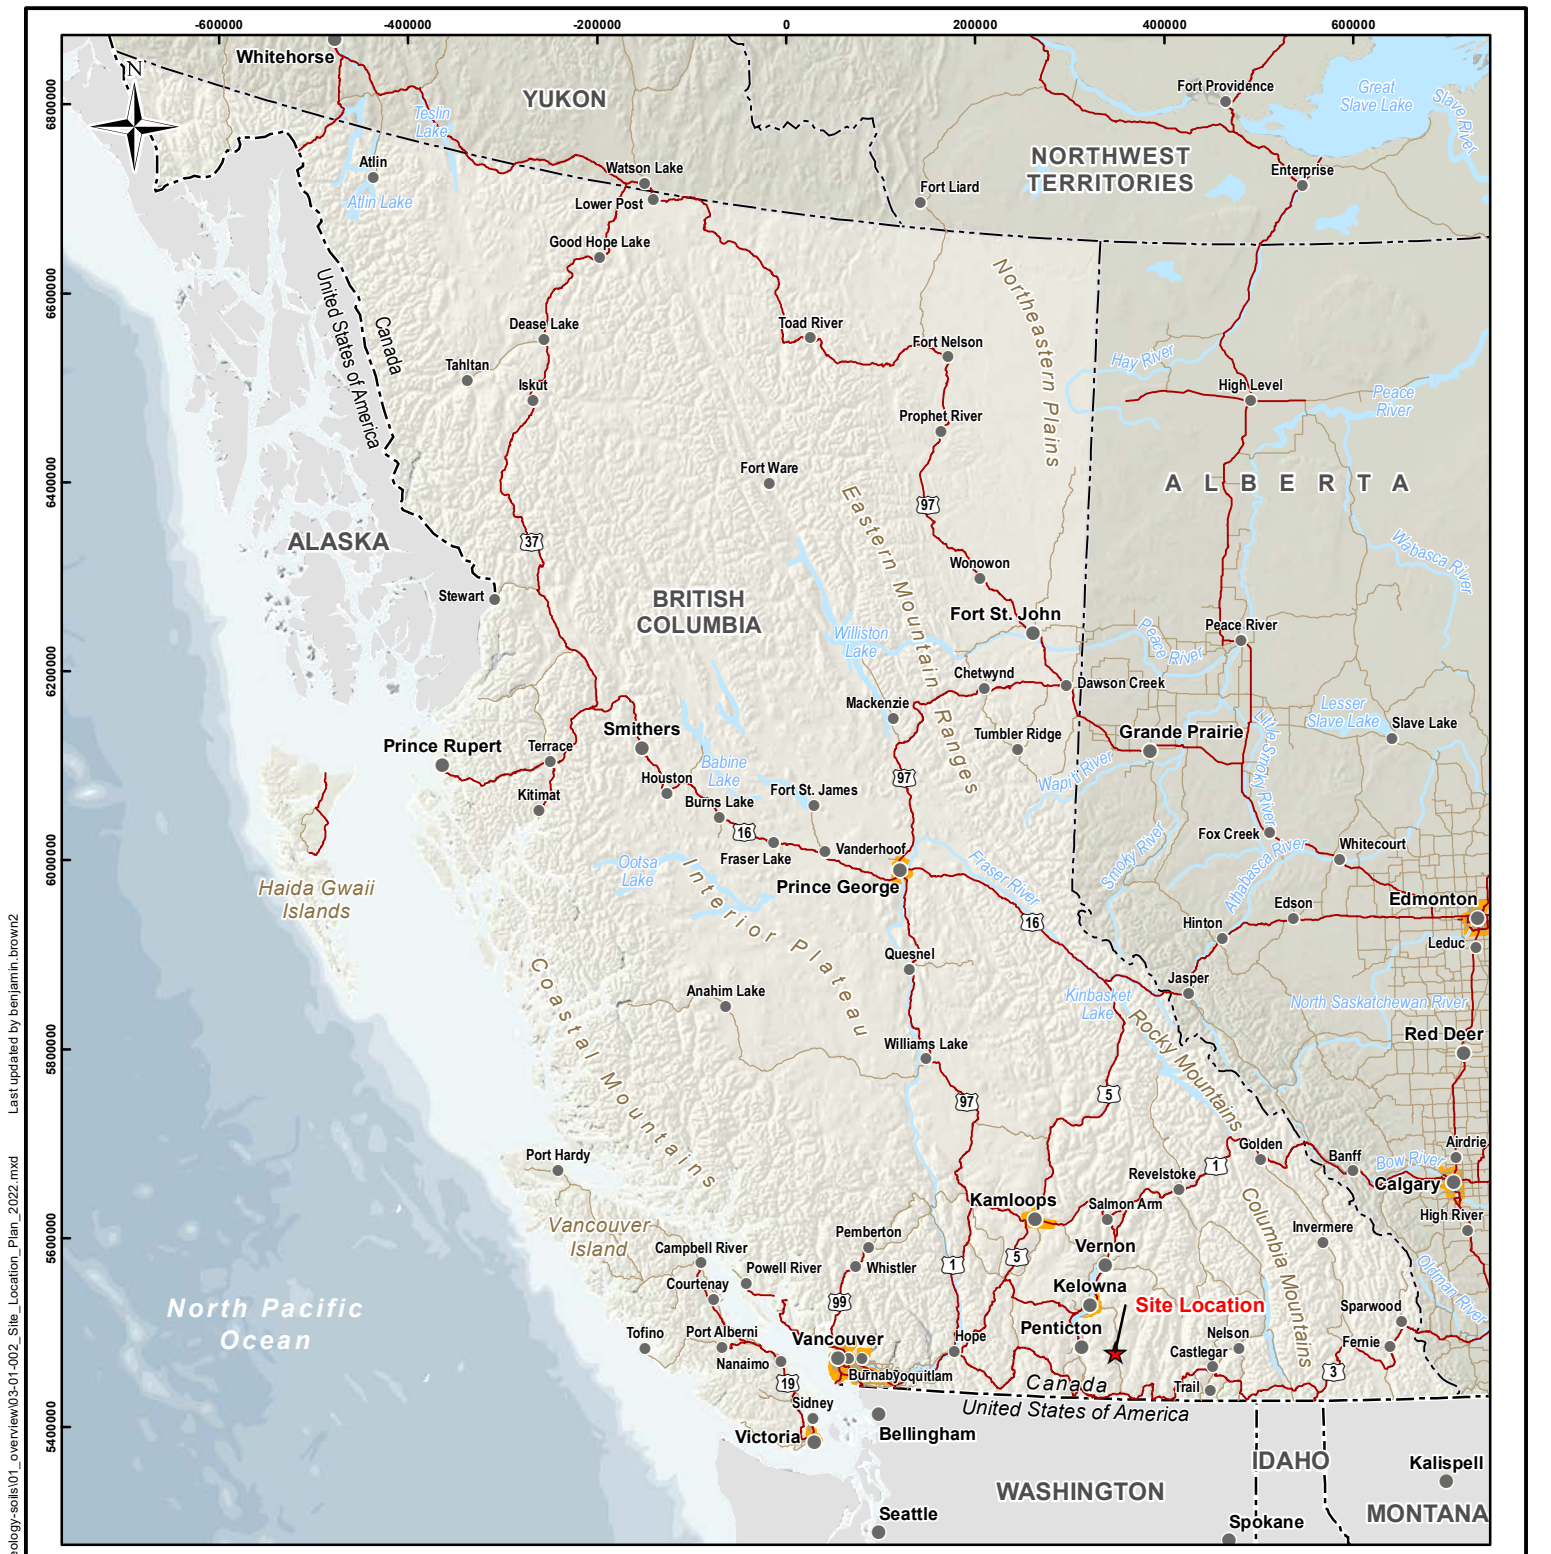 -600000
-400000
-200000
0
200000
400000
600000
Whitehorse
N
YUKON
Teslin
Lake
Fort Providence
Great
Slave Lake
Slave River
6800000
Atlin
Atlin Lake
Watson Lake
Lower Post
NORTHWEST
TERRITORIES
Fort Liard
Enterprise
Good Hope Lake
6600000
United States of America
Canada
Dease Lake
Tahltan
Iskut
Toad River
Fort Nelson
Northeastern Plains
Hay River
High Level
Peace
River
Prophet River
6400000
Fort Ware
97
ALBERTA
Eastern Mountain Ranges
ALASKA
37
Wabasca River
Wonowon
Stewart
BRITISH
COLUMBIA
Fort St. John
Williston
Lake
Peace River
Peace River
6200000
Chetwynd
Dawson Creek
Mackenzie
Lesser
Slave Lake
Slave Lake
Little Smoky River
Prince Rupert
Terrace
Smithers
Tumbler Ridge
Grande Prairie
Wapiti River
Babine
Lake
Houston
97
Kitimat
Burns Lake
Fort St. James
16
Fraser Lake
Vanderhoof
Fox Creek
Whitecourt
6000000
Smoky River
Athabasca River
Ootsa
Lake
Interior Plateau
Prince George
Fraser River
Haida Gwaii
Islands
16
Hinton
Edson
Edmonton
Leduc
Quesnel
Coastal Mountains
Anahim Lake
Kinbasket
Lake
Jasper
North Saskatchewan River
Rocky Mountains
Red Deer
Williams Lake
5800000
97
5
Port Hardy
Golden
Banff
Airdrie
Bow River
Calgary
Revelstoke
1
Kamloops
Salmon Arm
Columbia Mountains
High River
Invermere
5600000
Vancouver
Island
Campbell River
Pemberton
Vernon
Courtenay
Powell River
Whistler
1
5
Oldman River
Kelowna
North Pacific
Ocean
99
Site Location
Sparwood
Tofino
Port Alberni
Vancouver
Hope
Penticton
Nelson
Fernie
Castlegar
Nanaimo
Burnaby
oquitlam
3
19
Trail
Canada
United States of America
Sidney
5400000
Victoria
Bellingham
IDAHO
Kalispell
WASHINGTON
MONTANA
Seattle
Spokane
eology-soils\01_overview\03-01-002_Site_Location_Plan_2022.mxd
Last updated by benjamin.brown2